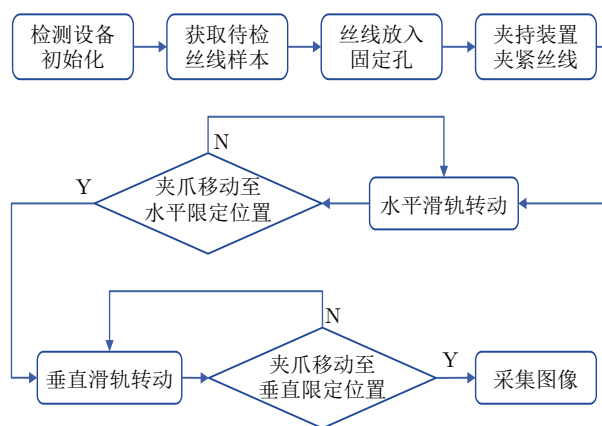 检测设备
初始化
获取待检
丝线样本
丝线放入
固定孔
夹持装置
夹紧丝线
N
Y
夹爪移动至
水平限定位置
水平滑轨转动
N
垂直滑轨转动
夹爪移动至
垂直限定位置
Y
采集图像